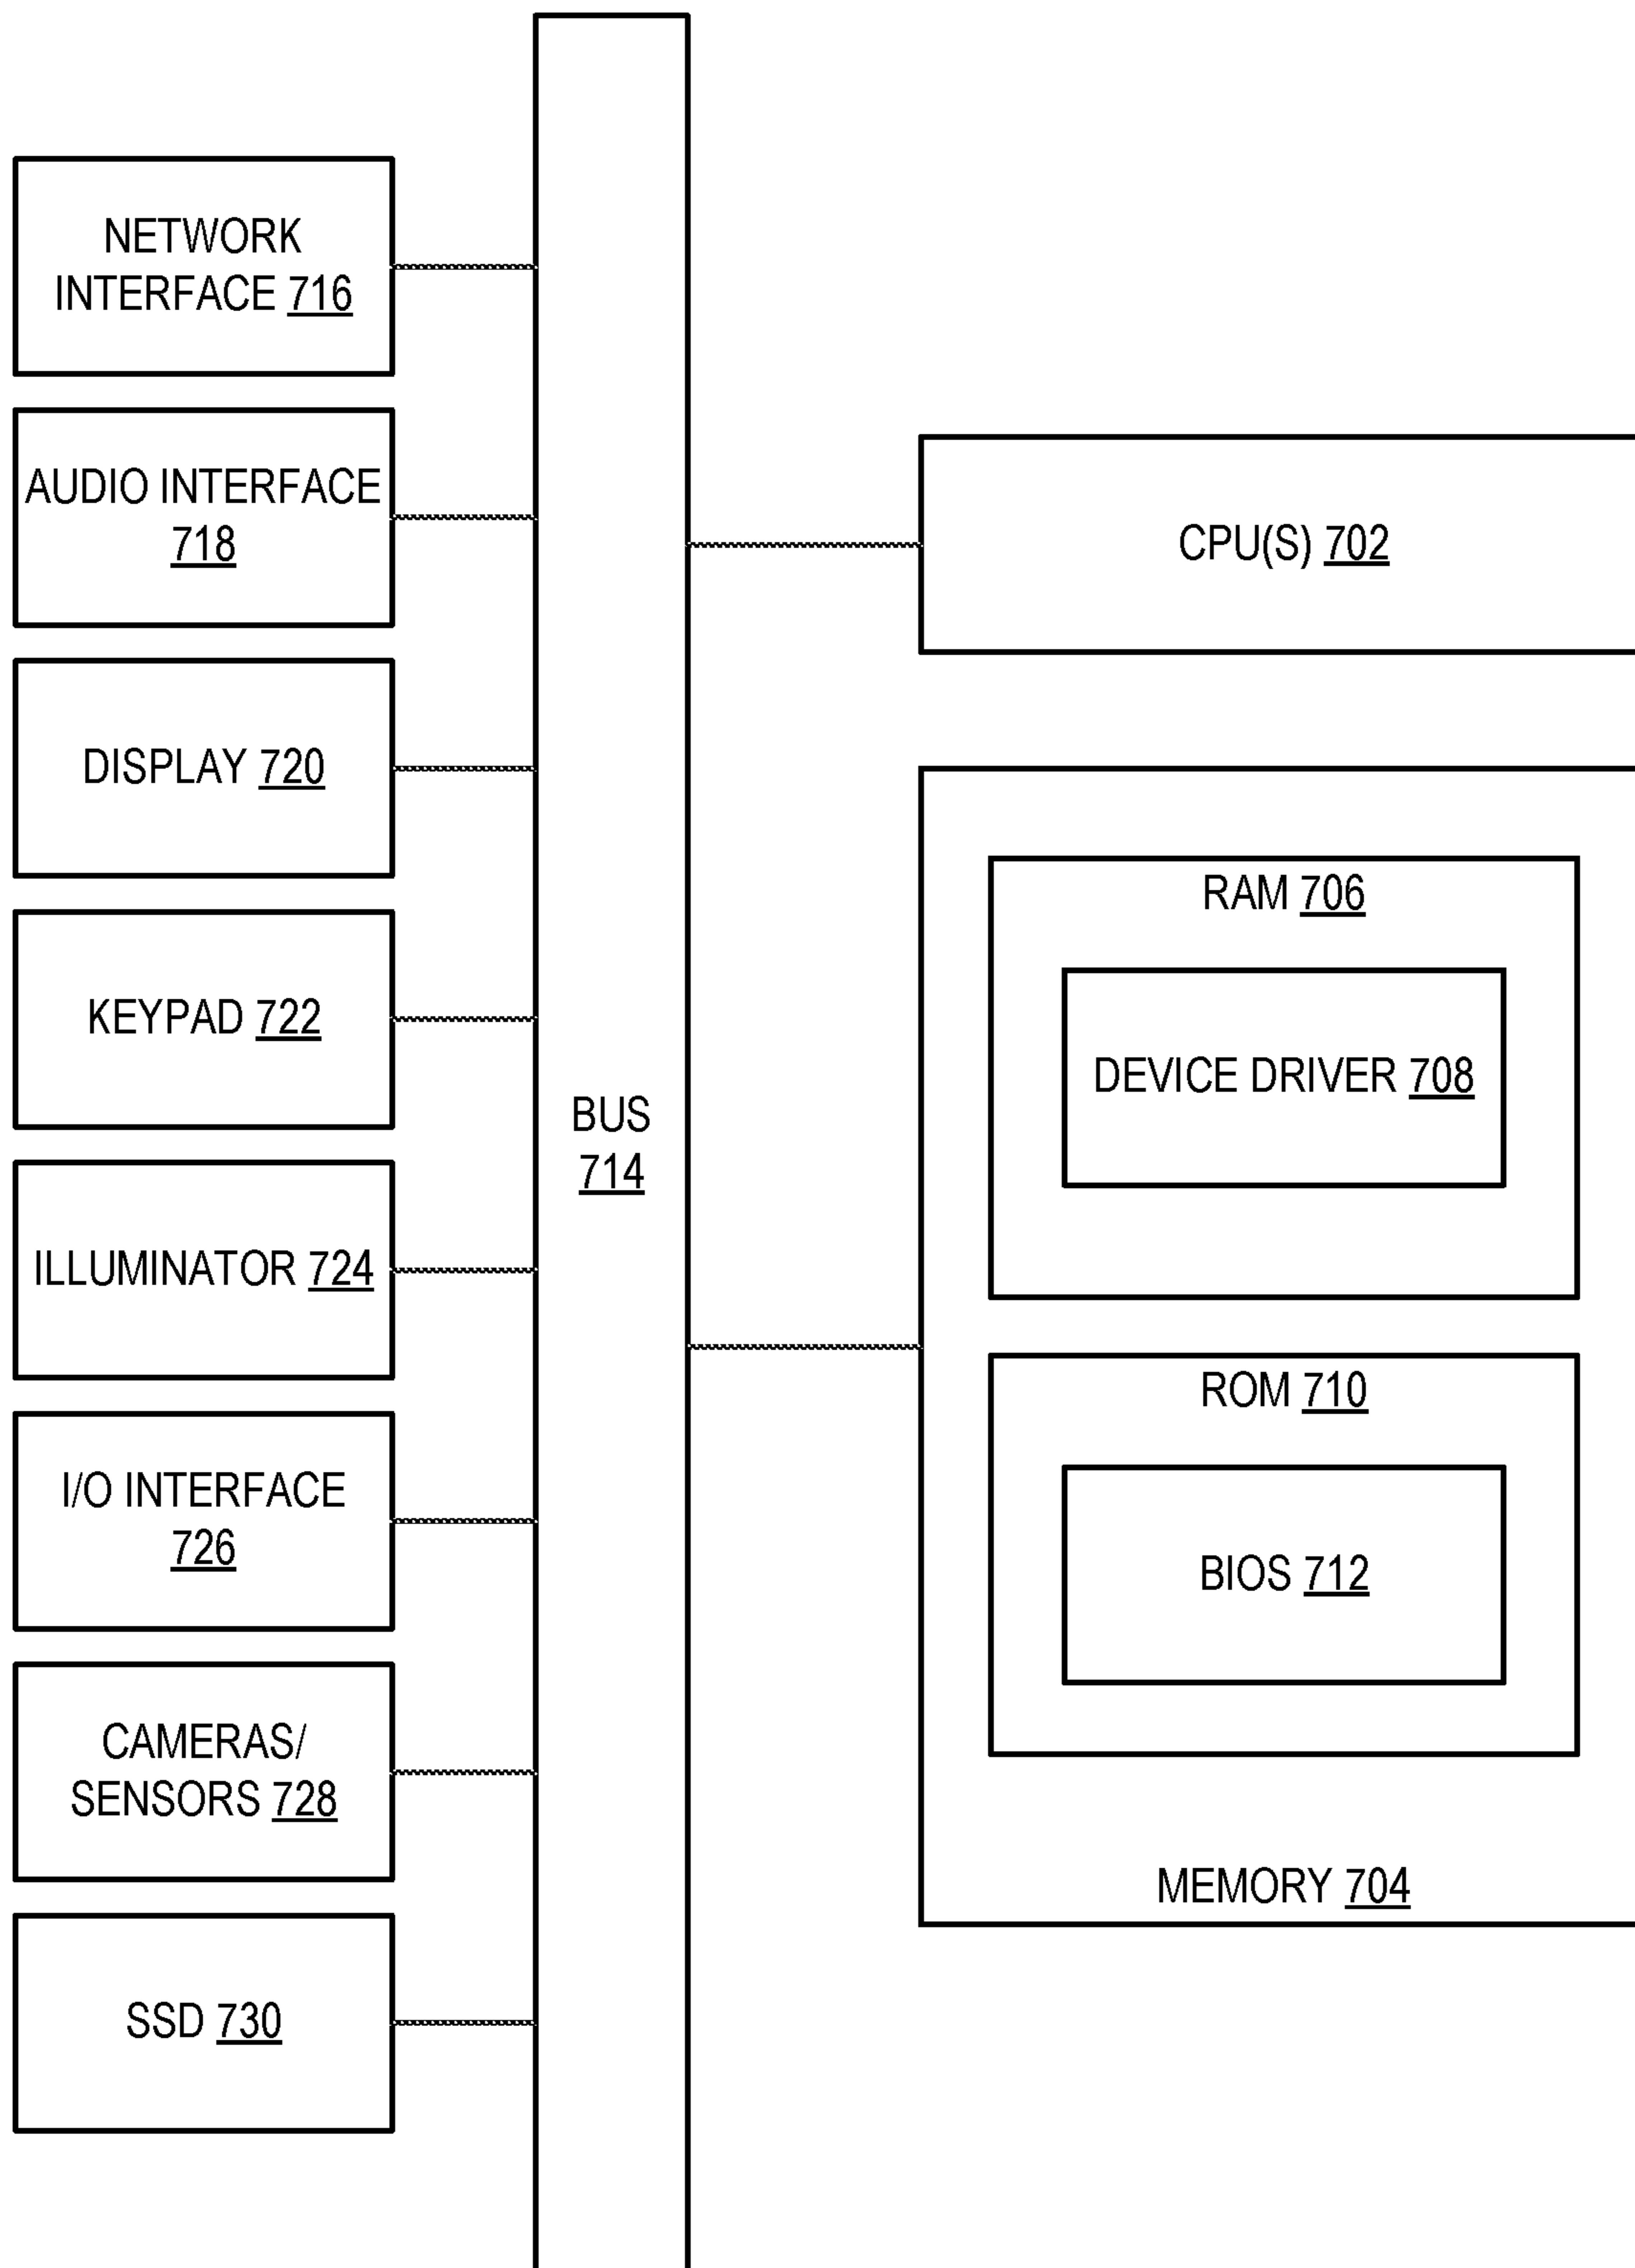 NETWORK
INTERFACE 716
AUDIO INTERFACE
718
DISPLAY 720
KEYPAD 722
ILLUMINATOR 724
I/O INTERFACE
726
CAMERAS/
SENSORS 728
SSD 730
BUS
714
CPU(S) 702
RAM 706
DEVICE DRIVER 708
ROM 710
BIOS 712
MEMORY 704